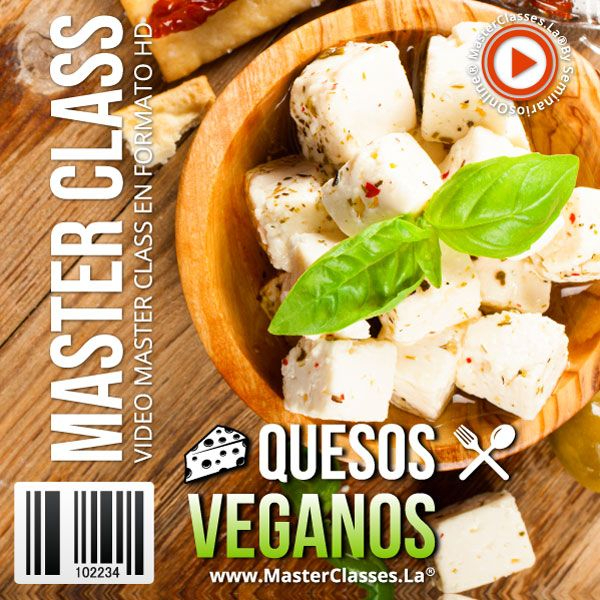 MASTER CLASS
VIDEO MASTER CLASS EN FORMATO HD
MasterClasses.La® By SeminariosOnline®
QUESOS
VEGANOS
102234
www.MasterClasses.La®